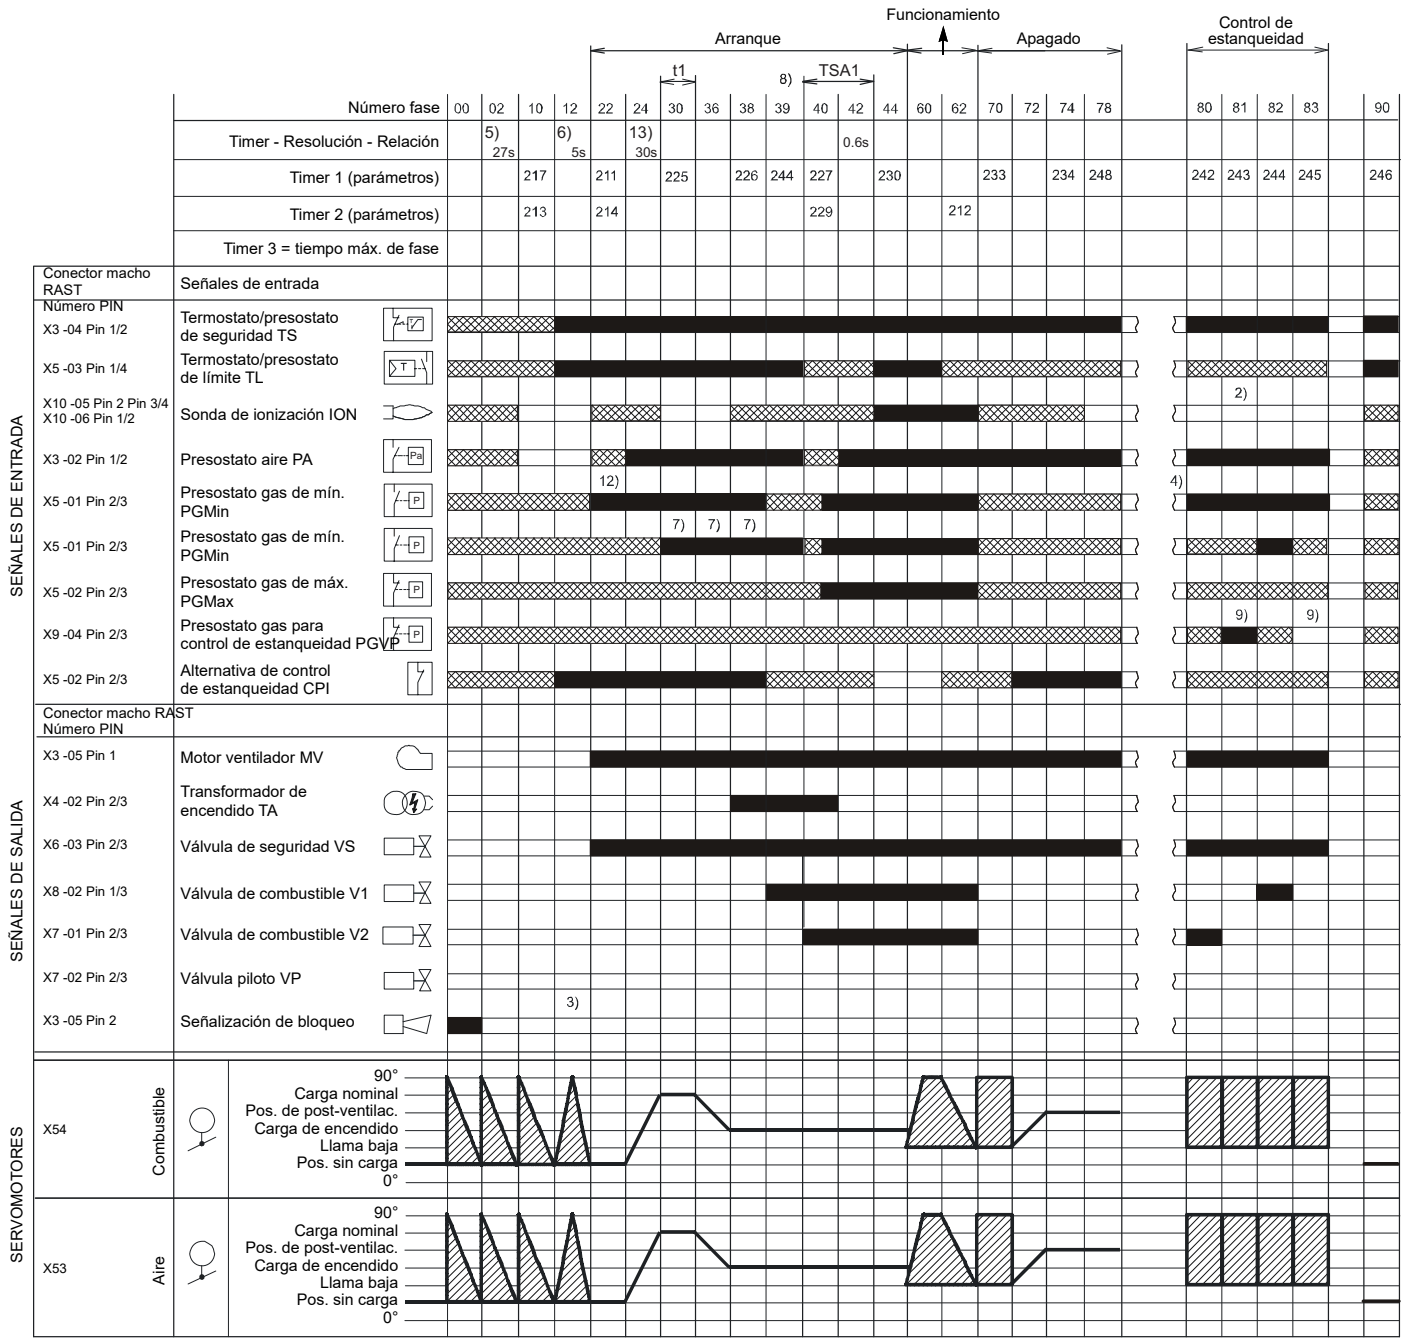 Funcionamiento
Arranque
Apagado
Control de
estanqueidad
t1
8)
TSA1
Número fase 00 02 10 12 22 24 30 36 38 39 40 42 44 60 62 70 72 74 78 80 81 82 83 90
Timer - Resolución - Relación 5) 27s 6) 5s 13) 30s 0.6s
Timer 1 (parámetros) 217 211 225 226 244 227 230 233 234 248 242 243 244 245 246
Timer 2 (parámetros) 213 214 229 212
Timer 3 = tiempo máx. de fase
Conector macho
RAST
Señales de entrada
Número PIN
SEÑALES DE ENTRADA
X3 -04 Pin 1/2
Termostato/presostato
de seguridad TS
X5 -03 Pin 1/4
Termostato/presostato
de límite TL
T
2)
X10 -05 Pin 2 Pin 3/4
X10 -06 Pin 1/2
Sonda de ionización ION
X3 -02 Pin 1/2
Presostato aire PA
Pa
12)
4)
X5 -01 Pin 2/3
Presostato gas de mín.
PGMin
P
7) 7) 7)
X5 -01 Pin 2/3
Presostato gas de mín.
PGMin
P
X5 -02 Pin 2/3
Presostato gas de máx.
PGMax
P
9) 9)
X9 -04 Pin 2/3
Presostato gas para
control de estanqueidad PGVP
P
X5 -02 Pin 2/3
Alternativa de control
de estanqueidad CPI
Conector macho RAST
Número PIN
SEÑALES DE SALIDA
X3 -05 Pin 1
Motor ventilador MV
X4 -02 Pin 2/3
Transformador de
encendido TA
X6 -03 Pin 2/3
Válvula de seguridad VS
X8 -02 Pin 1/3
Válvula de combustible V1
X7 -01 Pin 2/3
Válvula de combustible V2
X7 -02 Pin 2/3
Válvula piloto VP
3)
X3 -05 Pin 2
Señalización de bloqueo
SERVOMOTORES
X54
Combustible
90°
Carga nominal
Pos. de post-ventilac.
Carga de encendido
Llama baja
Pos. sin carga
0°
X53
Aire
90°
Carga nominal
Pos. de post-ventilac.
Carga de encendido
Llama baja
Pos. sin carga
0°